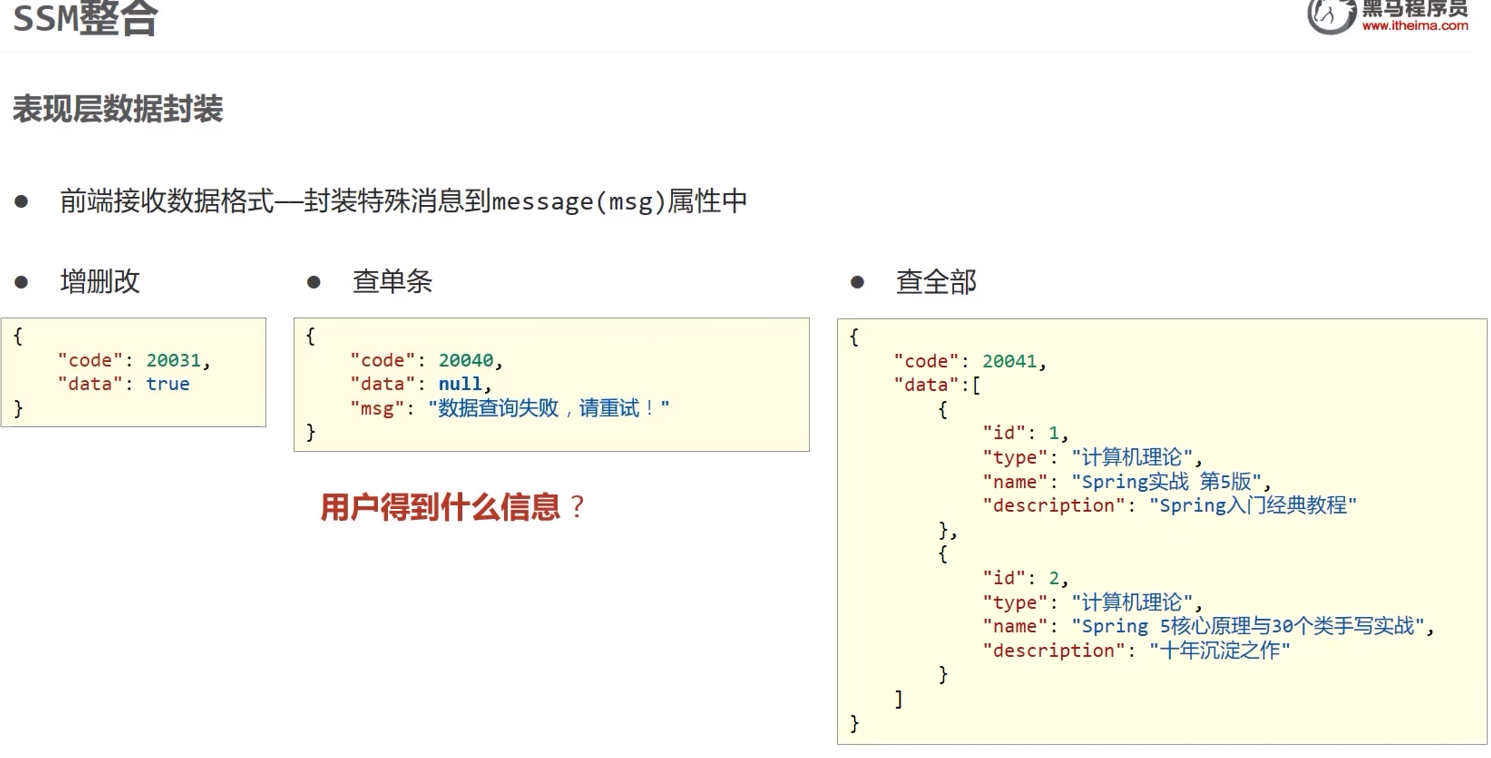 SSM整合
黑马程序员
www.itheima.com
表现层数据封装
● 前端接收数据格式—封装特殊消息到message(msg)属性中
● 增删改
{
"code": 20031,
"data": true
}
● 查单条
{
"code": 20040,
"data": null,
"msg": "数据查询失败，请重试！"
}
用户得到什么信息？
● 查全部
{
"code": 20041,
"data":[
{
"id": 1,
"type": "计算机理论",
"name": "Spring实战 第5版",
"description": "Spring入门经典教程"
},
{
"id": 2,
"type": "计算机理论",
"name": "Spring 5核心原理与30个类手写实战",
"description": "十年沉淀之作"
}
]
}